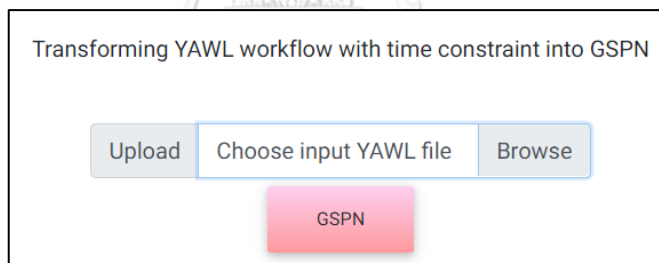 Transforming YAWL workflow with time constraint into GSPN
Upload Choose input YAWL file Browse
GSPN